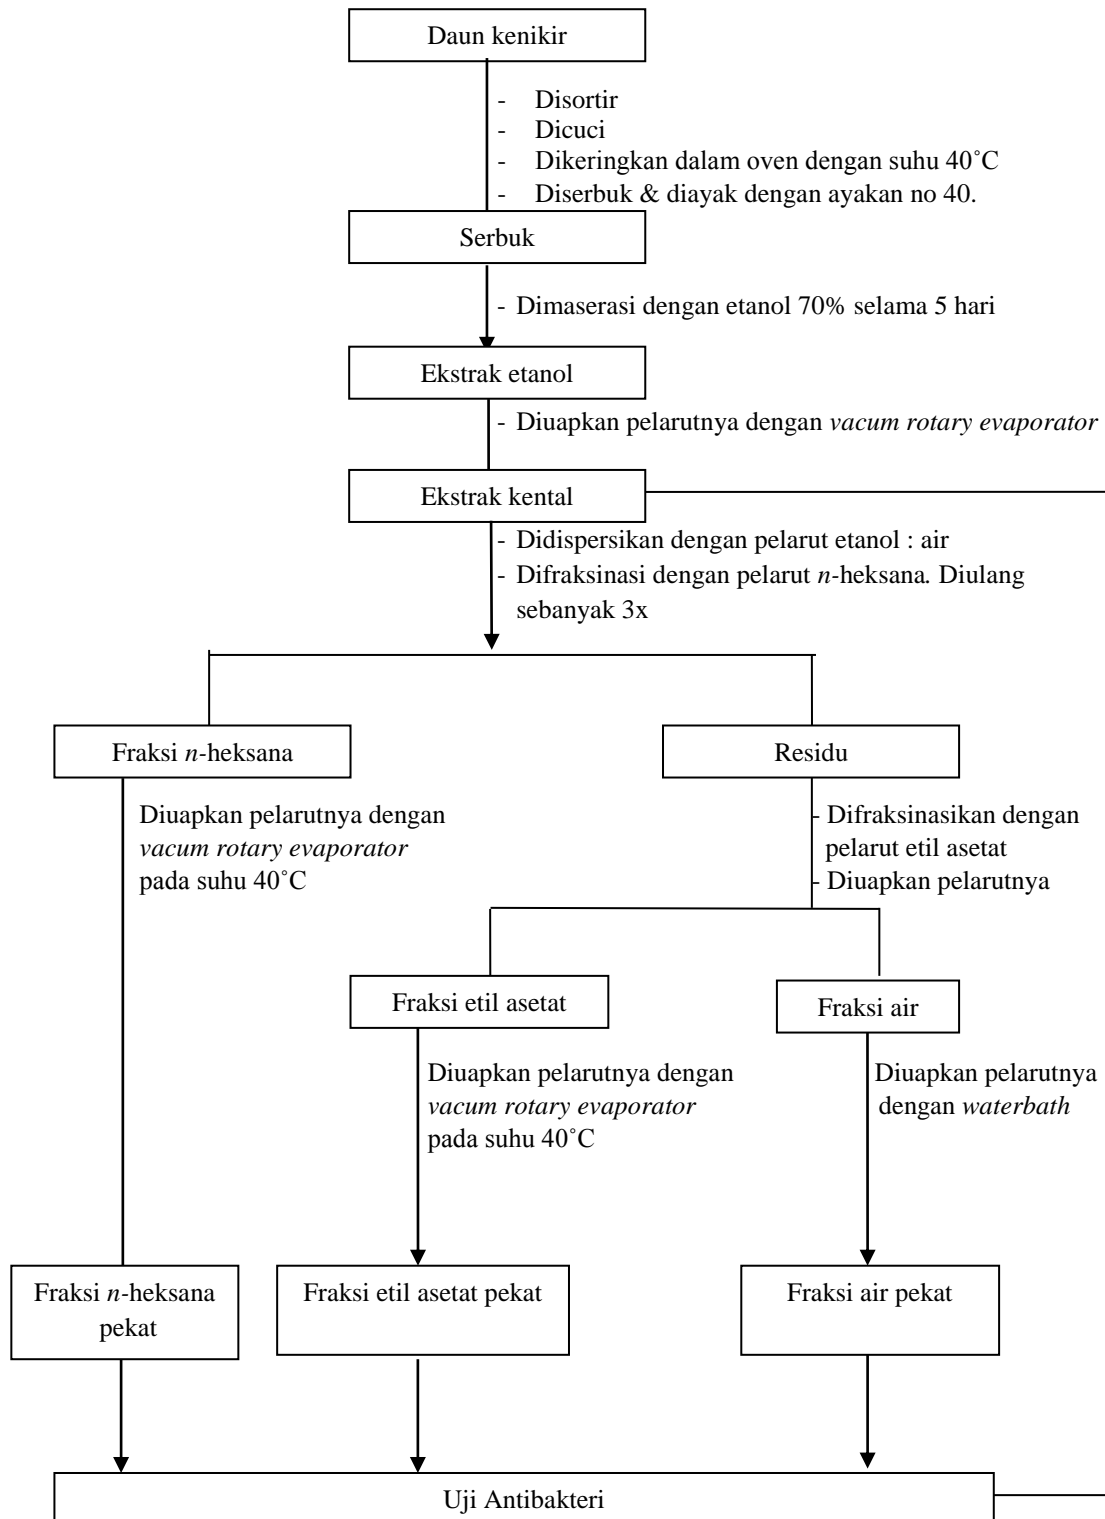 Daun kenikir
- Disortir
- Dicuci
- Dikeringkan dalam oven dengan suhu 40˚C
- Diserbuk & diayak dengan ayakan no 40.
Serbuk
- Dimaserasi dengan etanol 70% selama 5 hari
Ekstrak etanol
- Diuapkan pelarutnya dengan vacum rotary evaporator
Ekstrak kental
- Didispersikan dengan pelarut etanol : air
- Difraksinasi dengan pelarut n-heksana. Diulang
sebanyak 3x
Fraksi n-heksana
Residu
Diuapkan pelarutnya dengan
vacum rotary evaporator
pada suhu 40˚C
- Difraksinasikan dengan
pelarut etil asetat
- Diuapkan pelarutnya
Fraksi etil asetat
Fraksi air
Diuapkan pelarutnya dengan
vacum rotary evaporator
pada suhu 40˚C
Diuapkan pelarutnya
dengan waterbath
Fraksi n-heksana
pekat
Fraksi etil asetat pekat
Fraksi air pekat
Uji Antibakteri